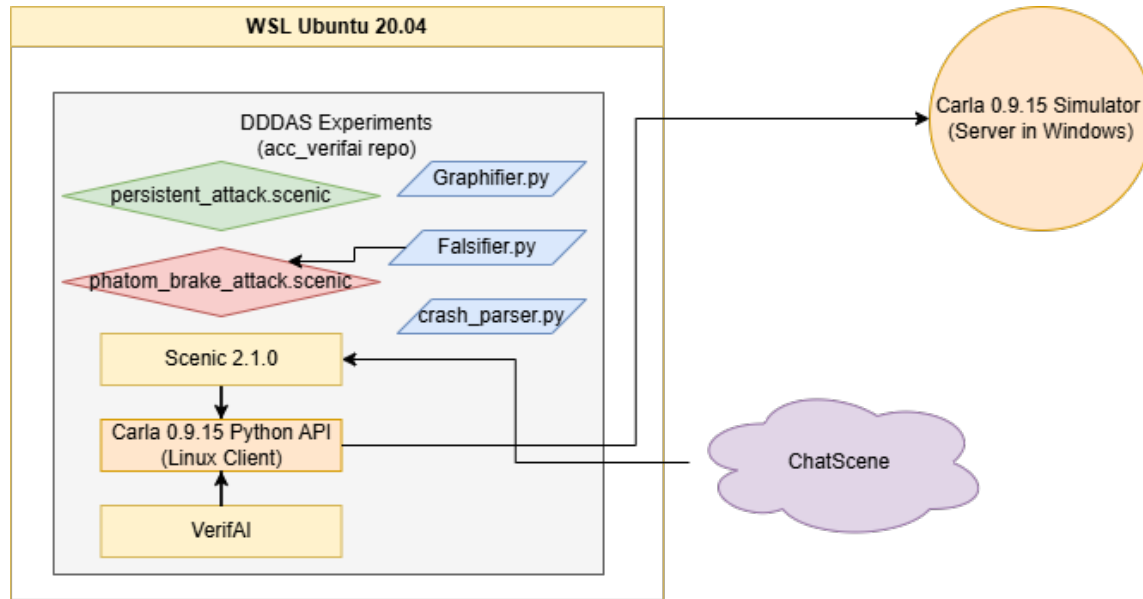 WSL Ubuntu 20.04
DDDAS Experiments
(acc_verifai repo)
persistent_attack.scenic
Graphifier.py
Falsifier.py
phatom_brake_attack.scenic
crash_parser.py
Scenic 2.1.0
Carla 0.9.15 Python API
(Linux Client)
VerifAI
Carla 0.9.15 Simulator
(Server in Windows)
ChatScene